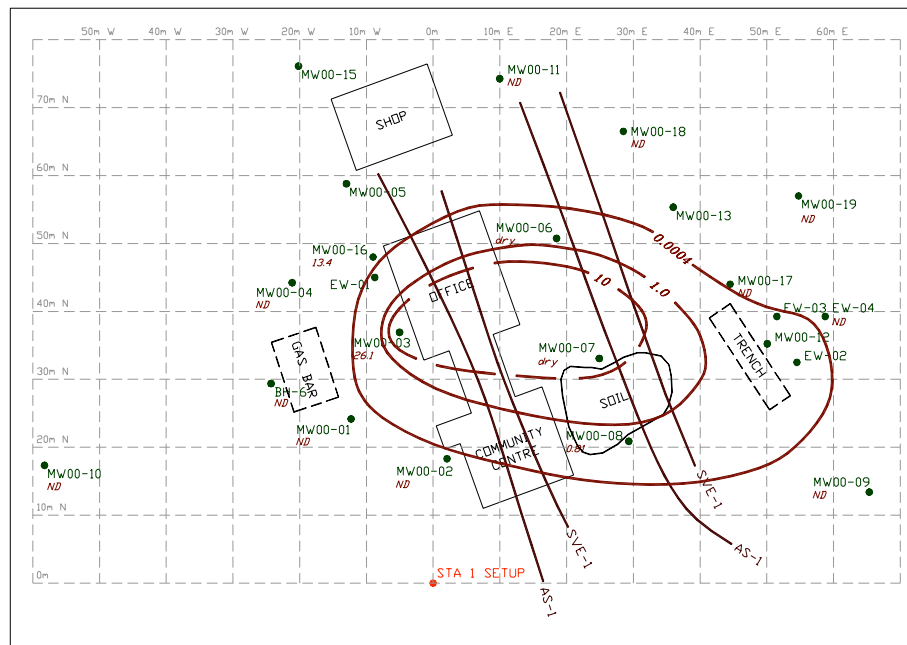 50m W 40m W 30m W 20m W 10m W 0m 10m E 20m E 30m E 40m E 50m E 60m E
MW00-15
MW00-11
ND
70m N
SHOP
MW00-18
ND
60m N
MW00-05
MW00-19
ND
MW00-13
50m N
MW00-06
dry
0.0004
MW00-16
13.4
EW-01
MW00-04
ND
OFFICE
10
1.0
MW00-17
ND
40m N
EW-03 EW-04
ND
MW00-03
26.1
MW00-12
TRENCH
MW00-07
dry
EW-02
GAS BAR
30m N
BH-6
ND
SOIL
MW00-01
ND
COMMUNITY
CENTRE
MW00-08
0.81
20m N
MW00-10
ND
MW00-02
ND
SVE-1
MW00-09
ND
10m N
SVE-1
AS-1
0m
STA 1 SETUP
AS-1